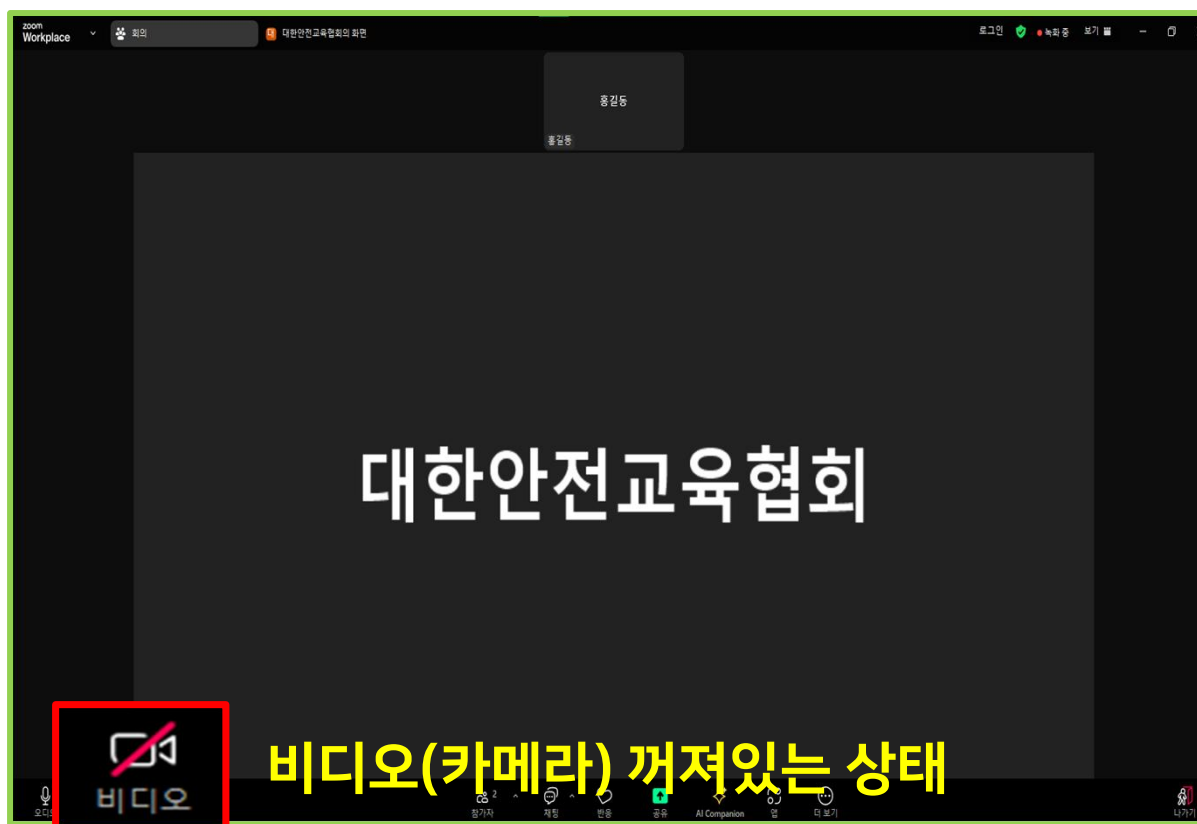 zoom
Workplace
회의
대 대한안전교육협회의 화면
로그인
녹화 중
보기
홍길동
홍길동
대한안전교육협회
비디오
비디오(카메라) 꺼져있는 상태
참가자 2
채팅
반응
공유
AI Companion
앱
더 보기
나가기